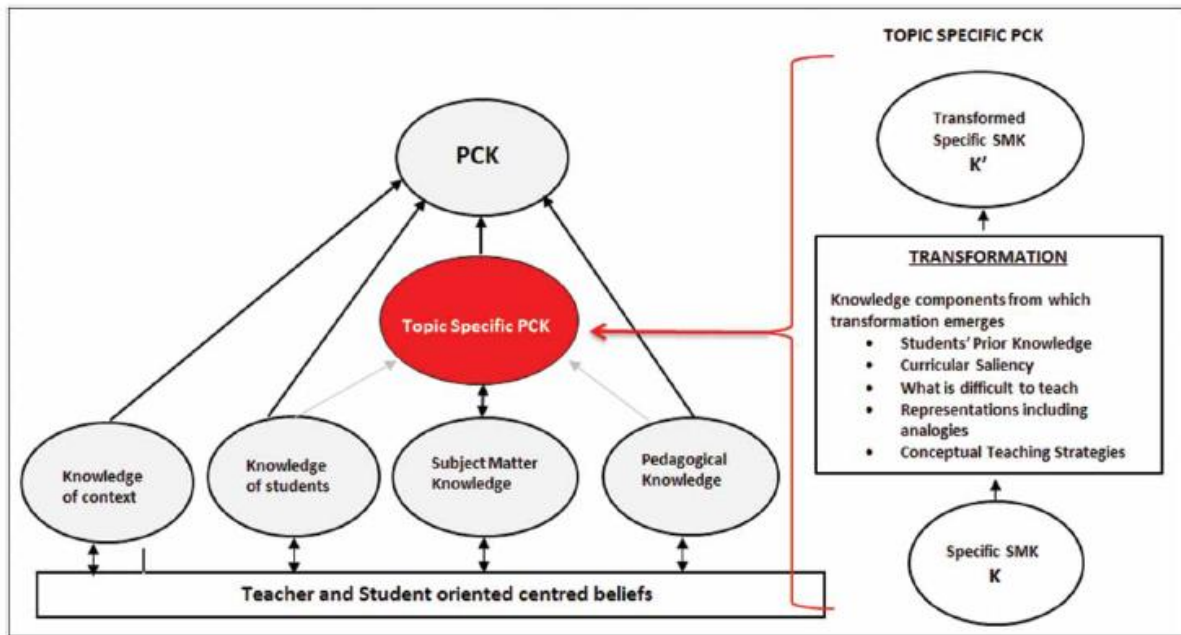 PCK
Topic Specific PCK
Knowledge
of context
Knowledge
of students
Subject Matter
Knowledge
Pedagogical
Knowledge
Teacher and Student oriented centred beliefs
TOPIC SPECIFIC PCK
Transformed
Specific SMK
K'
TRANSFORMATION
Knowledge components from which
transformation emerges
• Students' Prior Knowledge
• Curricular Saliency
• What is difficult to teach
• Representations including
analogies
• Conceptual Teaching Strategies
Specific SMK
K